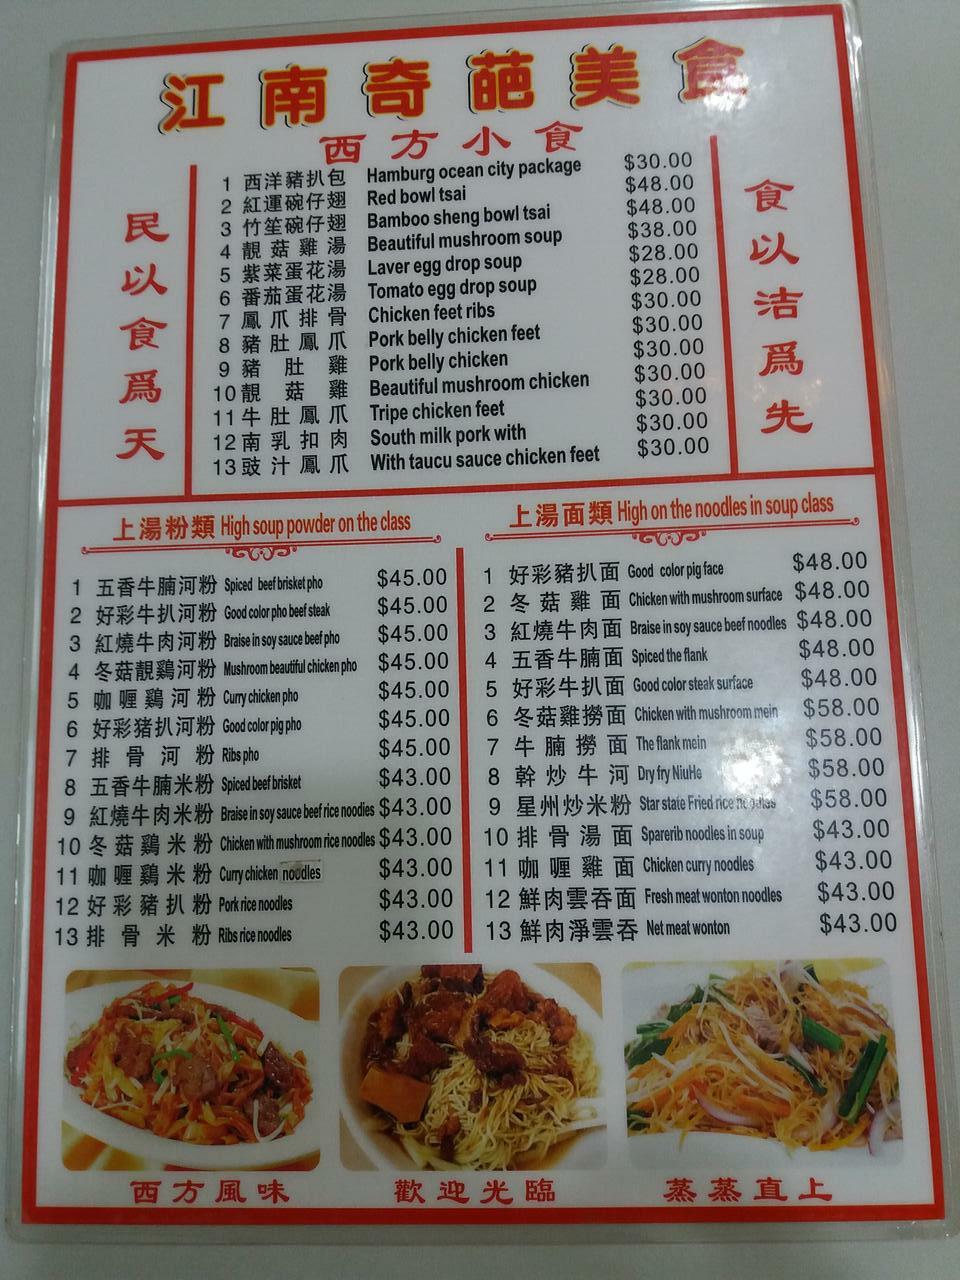 江南奇葩美食
西方小食
民以食爲天
食以洁爲先
1 西洋豬扒包 Hamburg ocean city package $30.00
2 紅運碗仔翅 Red bowl tsai $48.00
3 竹笙碗仔翅 Bamboo sheng bowl tsai $48.00
4 靚菇雞湯 Beautiful mushroom soup $38.00
5 紫菜蛋花湯 Laver egg drop soup $28.00
6 番茄蛋花湯 Tomato egg drop soup $28.00
7 鳳爪排骨 Chicken feet ribs $30.00
8 豬肚鳳爪 Pork belly chicken feet $30.00
9 豬肚雞 Pork belly chicken $30.00
10 靚菇雞 Beautiful mushroom chicken $30.00
11 牛肚鳳爪 Tripe chicken feet $30.00
12 南乳扣肉 South milk pork with $30.00
13 豉汁鳳爪 With taucu sauce chicken feet $30.00
上湯粉類 High soup powder on the class
1 五香牛腩河粉 Spiced beef brisket pho $45.00
2 好彩牛扒河粉 Good color pho beef steak $45.00
3 紅燒牛肉河粉 Braise in soy sauce beef pho $45.00
4 冬菇靚鷄河粉 Mushroom beautiful chicken pho $45.00
5 咖喱鷄河粉 Curry chicken pho $45.00
6 好彩猪扒河粉 Good color pig pho $45.00
7 排骨河粉 Ribs pho $45.00
8 五香牛腩米粉 Spiced beef brisket $43.00
9 紅燒牛肉米粉 Braise in soy sauce beef rice noodles $43.00
10 冬菇鷄米粉 Chicken with mushroom rice noodles $43.00
11 咖喱鷄米粉 Curry chicken noodles $43.00
12 好彩豬扒粉 Pork rice noodles $43.00
13 排骨米粉 Ribs rice noodles $43.00
上湯面類 High on the noodles in soup class
1 好彩豬扒面 Good color pig face $48.00
2 冬菇雞面 Chicken with mushroom surface $48.00
3 紅燒牛肉面 Braise in soy sauce beef noodles $48.00
4 五香牛腩面 Spiced the flank $48.00
5 好彩牛扒面 Good color steak surface $48.00
6 冬菇雞撈面 Chicken with mushroom mein $58.00
7 牛腩撈面 The flank mein $58.00
8 幹炒牛河 Dry fry NiuHe $58.00
9 星州炒米粉 Star state Fried rice noodles $58.00
10 排骨湯面 Sparerib noodles in soup $43.00
11 咖喱雞面 Chicken curry noodles $43.00
12 鮮肉雲吞面 Fresh meat wonton noodles $43.00
13 鮮肉淨雲吞 Net meat wonton $43.00
西方風味 歡迎光臨 蒸蒸直上